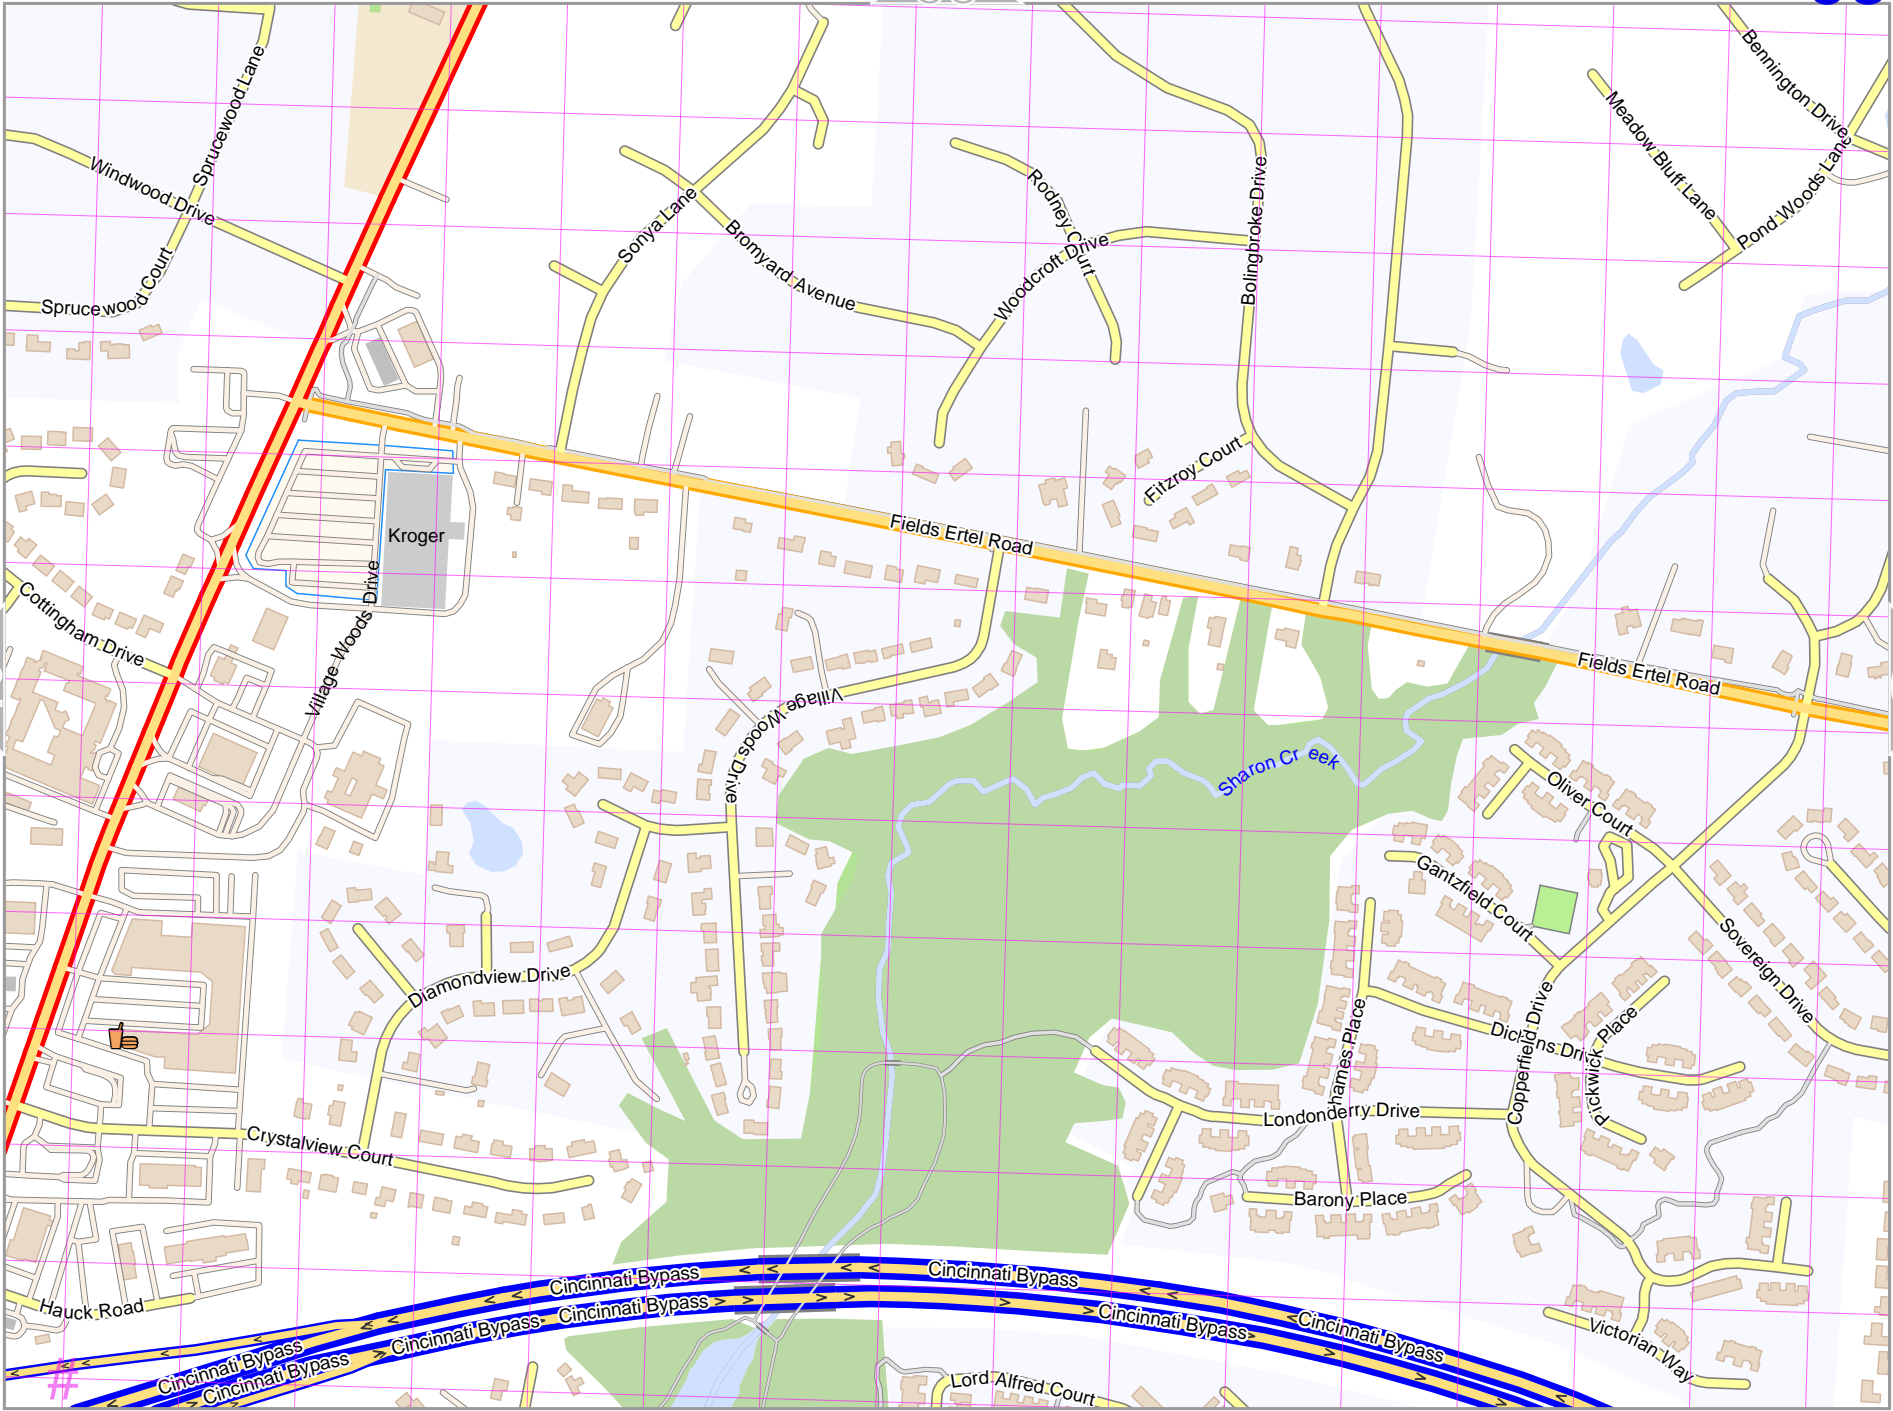 Sprucewood Lane
Bennington Drive
Meadow Bluff Lane
Pond Woods Lane
Windwood Drive
Sonya Lane
Bromyard Avenue
Rodney Court
Woodcroft Drive
Bolingbroke Drive
Sprucewood Court
Fitzroy Court
Fields Ertel Road
Kroger
Cottingham Drive
Village Woods Drive
Village Woods Drive
Fields Ertel Road
Sharon Creek
Oliver Court
Gantzfield Court
Sovereign Drive
Diamondview Drive
Dickens Drive
Copperfield Drive
Pickwick Place
Thames Place
Londonderry Drive
Crystalview Court
Barony Place
Hauck Road
Cincinnati Bypass
Cincinnati Bypass
Cincinnati Bypass
Cincinnati Bypass
Cincinnati Bypass
Cincinnati Bypass
Cincinnati Bypass
Cincinnati Bypass
Victorian Way
Lord Alfred Court
#